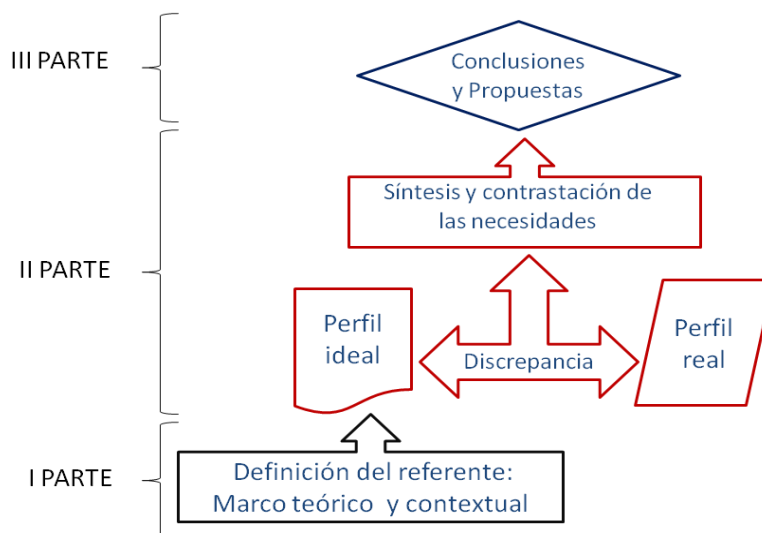 III PARTE
Conclusiones
y Propuestas
Síntesis y contrastación de
las necesidades
II PARTE
Perfil
ideal
Discrepancia
Perfil
real
I PARTE
Definición del referente:
Marco teórico y contextual